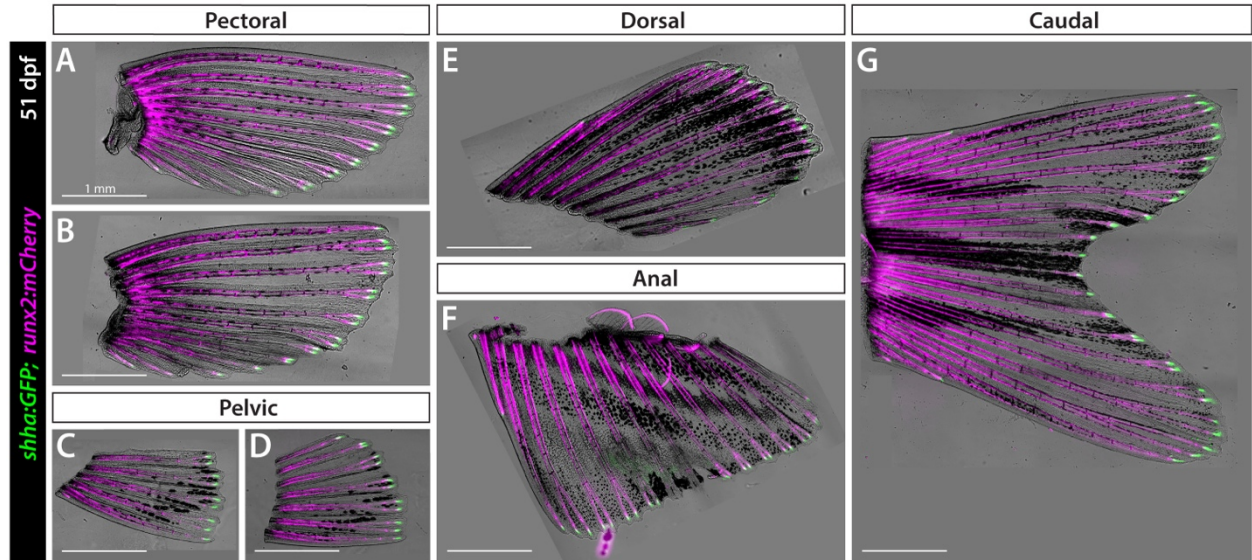 Pectoral
Dorsal
Caudal
51 dpf
shha:GFP; runx2:mCherry
A
1 mm
B
Pelvic
C
D
E
Anal
F
G